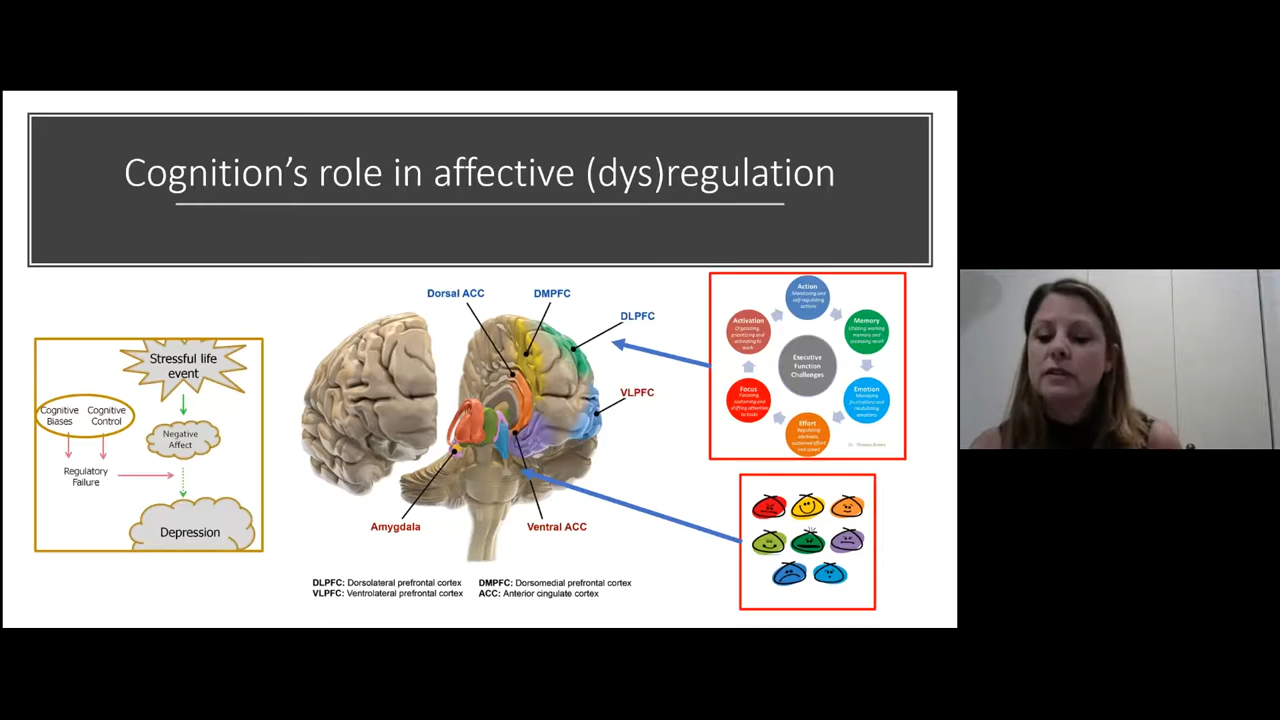 Cognition’s role in affective (dys)regulation
Stressful life
event
Cognitive
Biases
Cognitive
Control
Negative
Affect
Regulatory
Failure
Depression
Dorsal ACC
DMPFC
DLPFC
VLPFC
Amygdala
Ventral ACC
DLPFC: Dorsolateral prefrontal cortex
VLPFC: Ventrolateral prefrontal cortex
DMPFC: Dorsomedial prefrontal cortex
ACC: Anterior cingulate cortex
Executive
Function
Challenges
Action
Monitoring and
self-regulating
actions
Memory
Utilizing working
memory and
accessing recall
Emotion
Managing
frustrations and
modulating
emotions
Effort
Regulating
alertness,
sustained effort
and speed
Focus
Focusing,
sustaining and
shifting attention
to tasks
Activation
Organizing,
prioritizing and
activating to
work
Thomas Brown